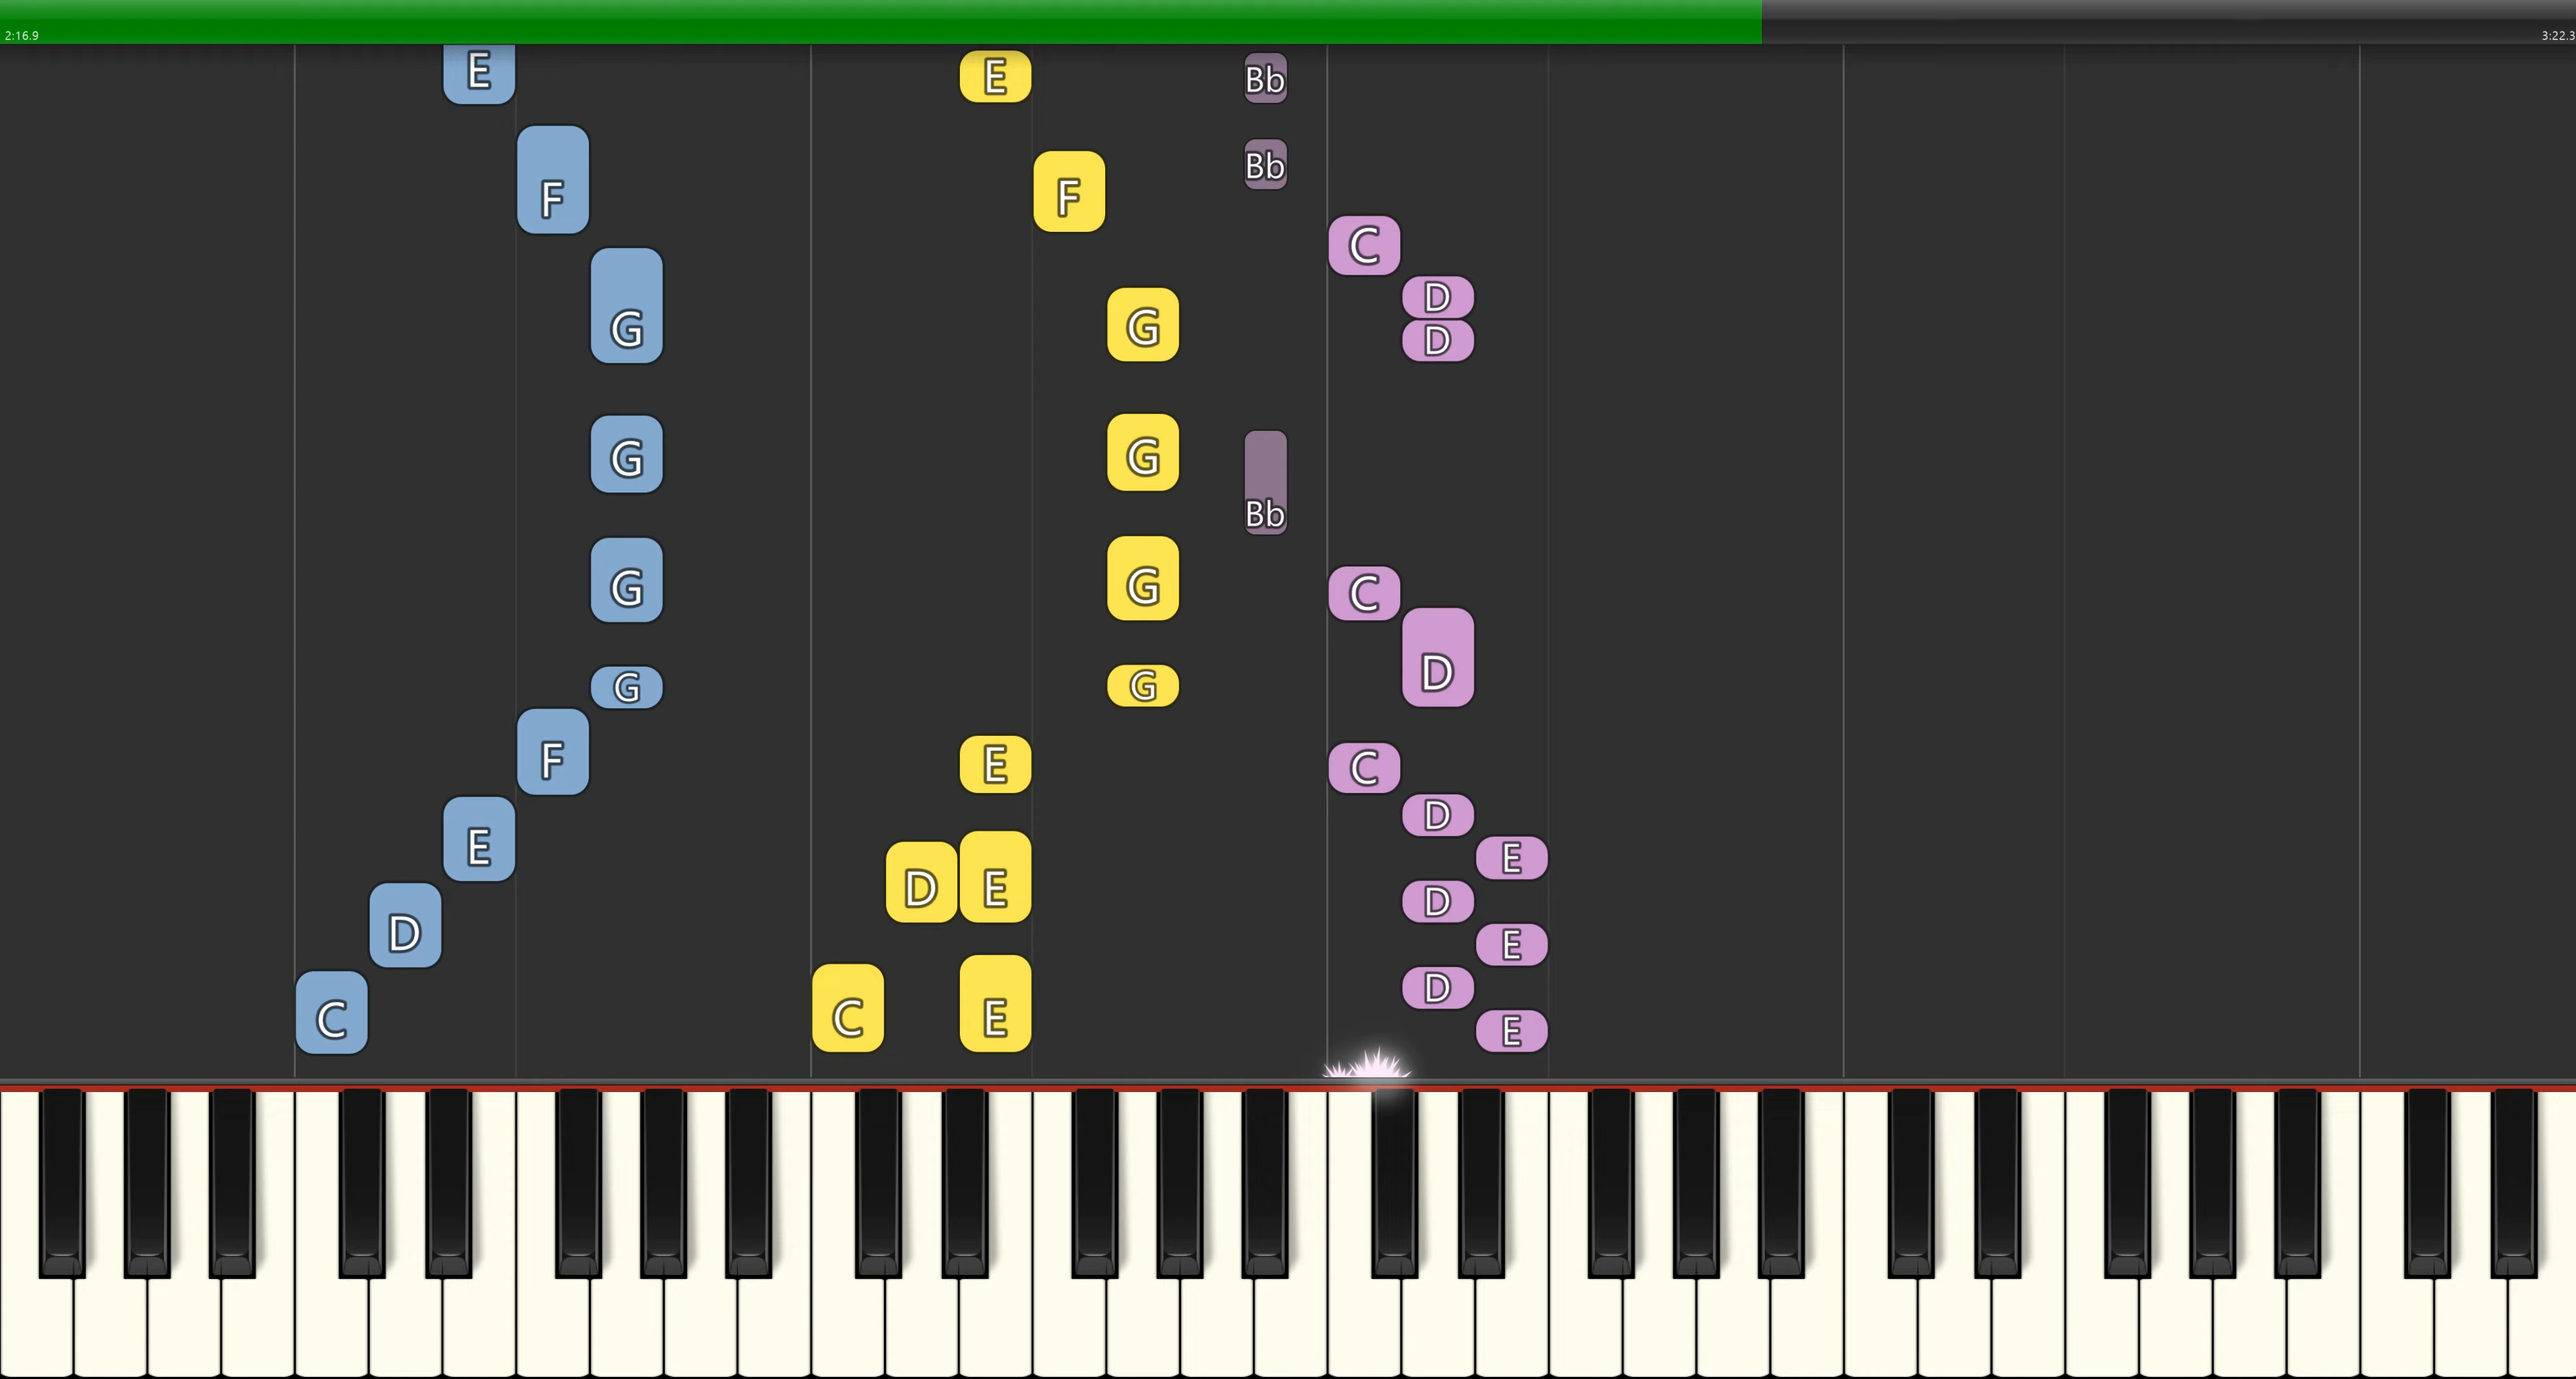 2:16.9 3:22.3
E E Bb
Bb
F F
C
D
G G D
G G Bb
G G C
G G D
F E C
D
E E
D E D
D E
C C E D
E